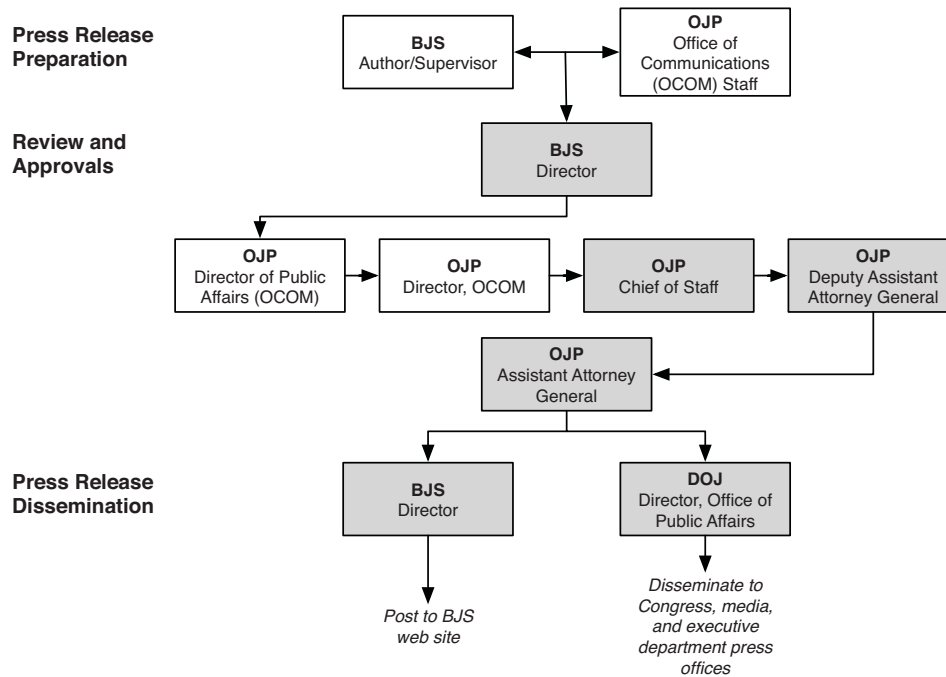 Press Release
Preparation
BJS
Author/Supervisor
OJP
Office of
Communications
(OCOM) Staff
Review and
Approvals
BJS
Director
OJP
Director of Public
Affairs (OCOM)
OJP
Director, OCOM
OJP
Chief of Staff
OJP
Deputy Assistant
Attorney General
OJP
Assistant Attorney
General
Press Release
Dissemination
BJS
Director
DOJ
Director, Office of
Public Affairs
Post to BJS
web site
Disseminate to
Congress, media,
and executive
department press
offices